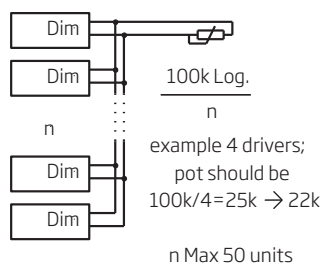 Dim
Dim
n
Dim
Dim
100k Log.
n
example 4 drivers;
pot should be
100k/4=25k → 22k
n Max 50 units